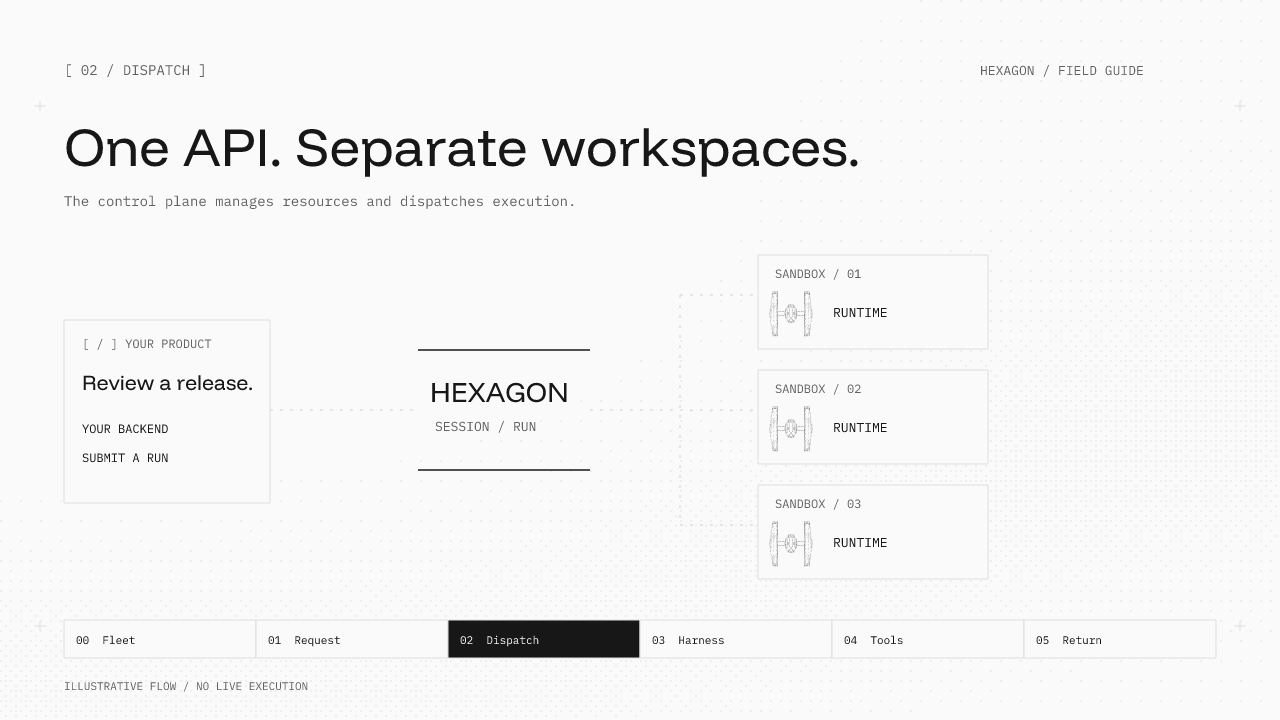 [ 02 / DISPATCH ]
HEXAGON / FIELD GUIDE
One API. Separate workspaces.
The control plane manages resources and dispatches execution.
[ / ] YOUR PRODUCT
Review a release.
YOUR BACKEND
SUBMIT A RUN
HEXAGON
SESSION / RUN
SANDBOX / 01
RUNTIME
SANDBOX / 02
RUNTIME
SANDBOX / 03
RUNTIME
00 Fleet
01 Request
02 Dispatch
03 Harness
04 Tools
05 Return
ILLUSTRATIVE FLOW / NO LIVE EXECUTION